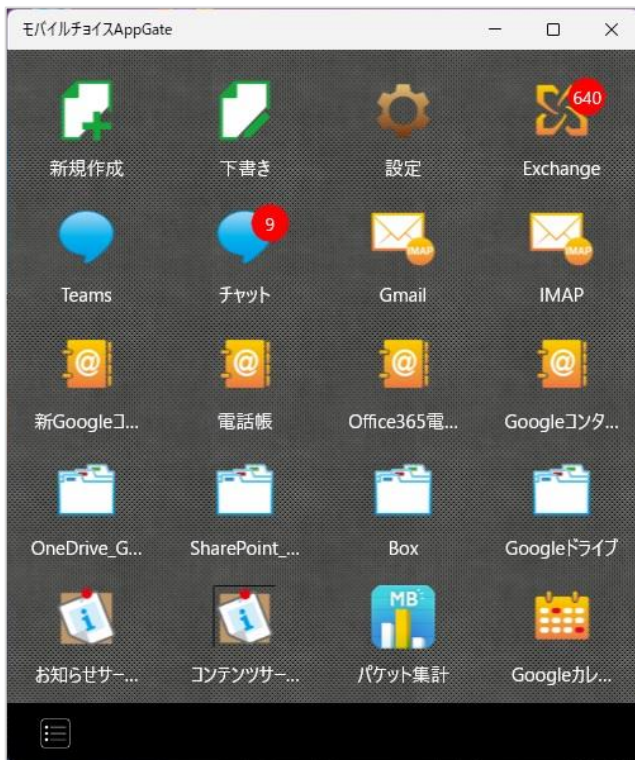 モバイルチョイスAppGate
640
新規作成 下書き 設定 Exchange
9
IMAP IMAP
Teams チャット Gmail IMAP
@ @ @ @
新Googleコ... 電話帳 Office365電... Googleコンタ...
OneDrive_G... SharePoint_... Box Googleドライブ
i i MB
お知らせサー... コンテンツサー... パケット集計 Googleカレ...